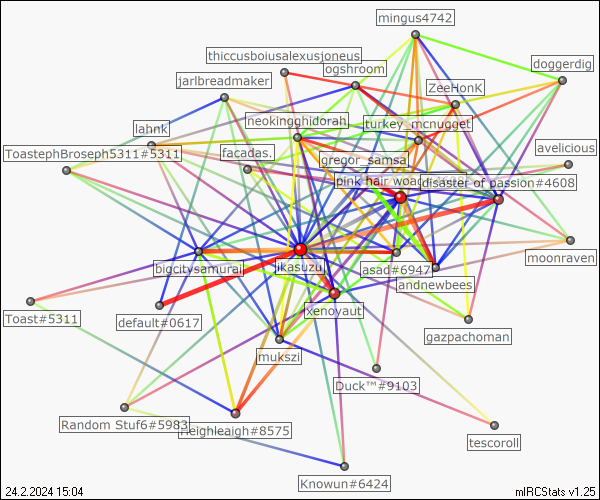 mingus4742
thiccusboiusalexusjoneus
ogshroom
doggerdig
jarlbreadmaker
ZeeHonK
neokingghidorah.
turkey_mcnugget
lahnk
avelicious
ToastephBroseph5311#5311
facadas.
gregor_samsa.
pink hair
disaster of passion#4608
moonraven
bigcitysamurai
ikasuzu
asad#6947
andnewbees
Toast#5311
default#0617
xenoyaut
gazpachoman
mukszi
Duck™#9103
Random Stuf6#5983
Heighleaigh#8575
tescoroll
Knowun#6424
24.2.2024 15:04
mIRCStats v1.25